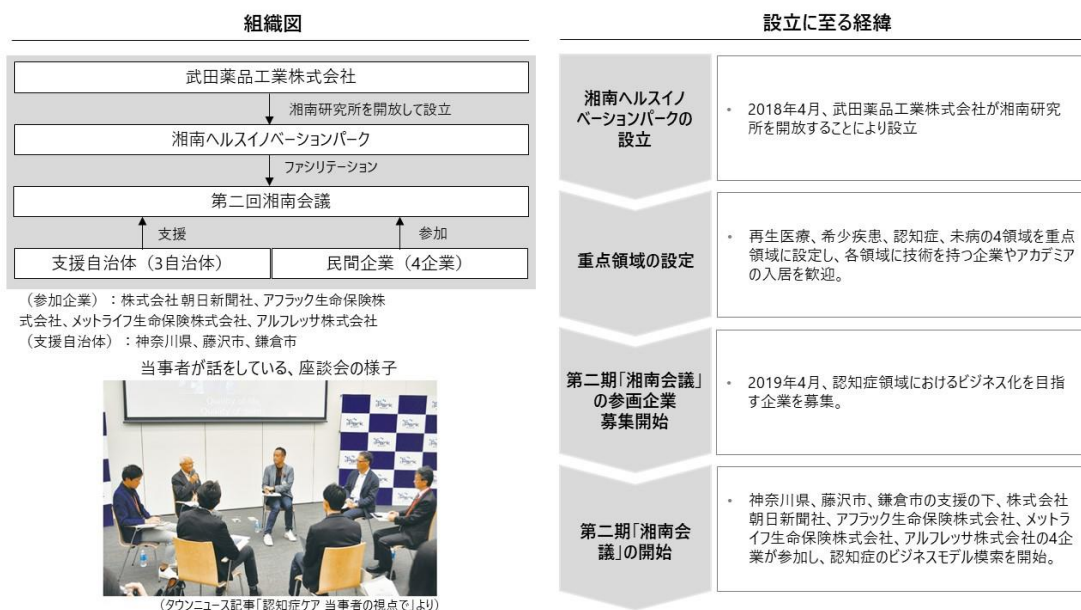 組織図
武田薬品工業株式会社
湘南研究所を開放して設立
湘南ヘルスイノベーションパーク
ファシリテーション
第二回湘南会議
支援
参加
支援自治体（3自治体）
民間企業（4企業）
（参加企業）：株式会社朝日新聞社、アフラック生命保険株
式会社、メットライフ生命保険株式会社、アルフレッサ株式会社
（支援自治体）：神奈川県、藤沢市、鎌倉市
当事者が話をしている、座談会の様子
（タウンニュース記事「認知症ケア 当事者の視点で」より）
設立に至る経緯
湘南ヘルスイノ
ベーションパークの
設立
• 2018年4月、武田薬品工業株式会社が湘南研究
所を開放することにより設立
重点領域の設定
• 再生医療、希少疾患、認知症、未病の4領域を重点
領域に設定し、各領域に技術を持つ企業やアカデミア
の入居を歓迎。
第二期「湘南会議」
の参画企業
募集開始
• 2019年4月、認知症領域におけるビジネス化を目指
す企業を募集。
第二期「湘南会
議」の開始
• 神奈川県、藤沢市、鎌倉市の支援の下、株式会社
朝日新聞社、アフラック生命保険株式会社、メットラ
イフ生命保険株式会社、アルフレッサ株式会社の4企
業が参加し、認知症のビジネスモデル模索を開始。